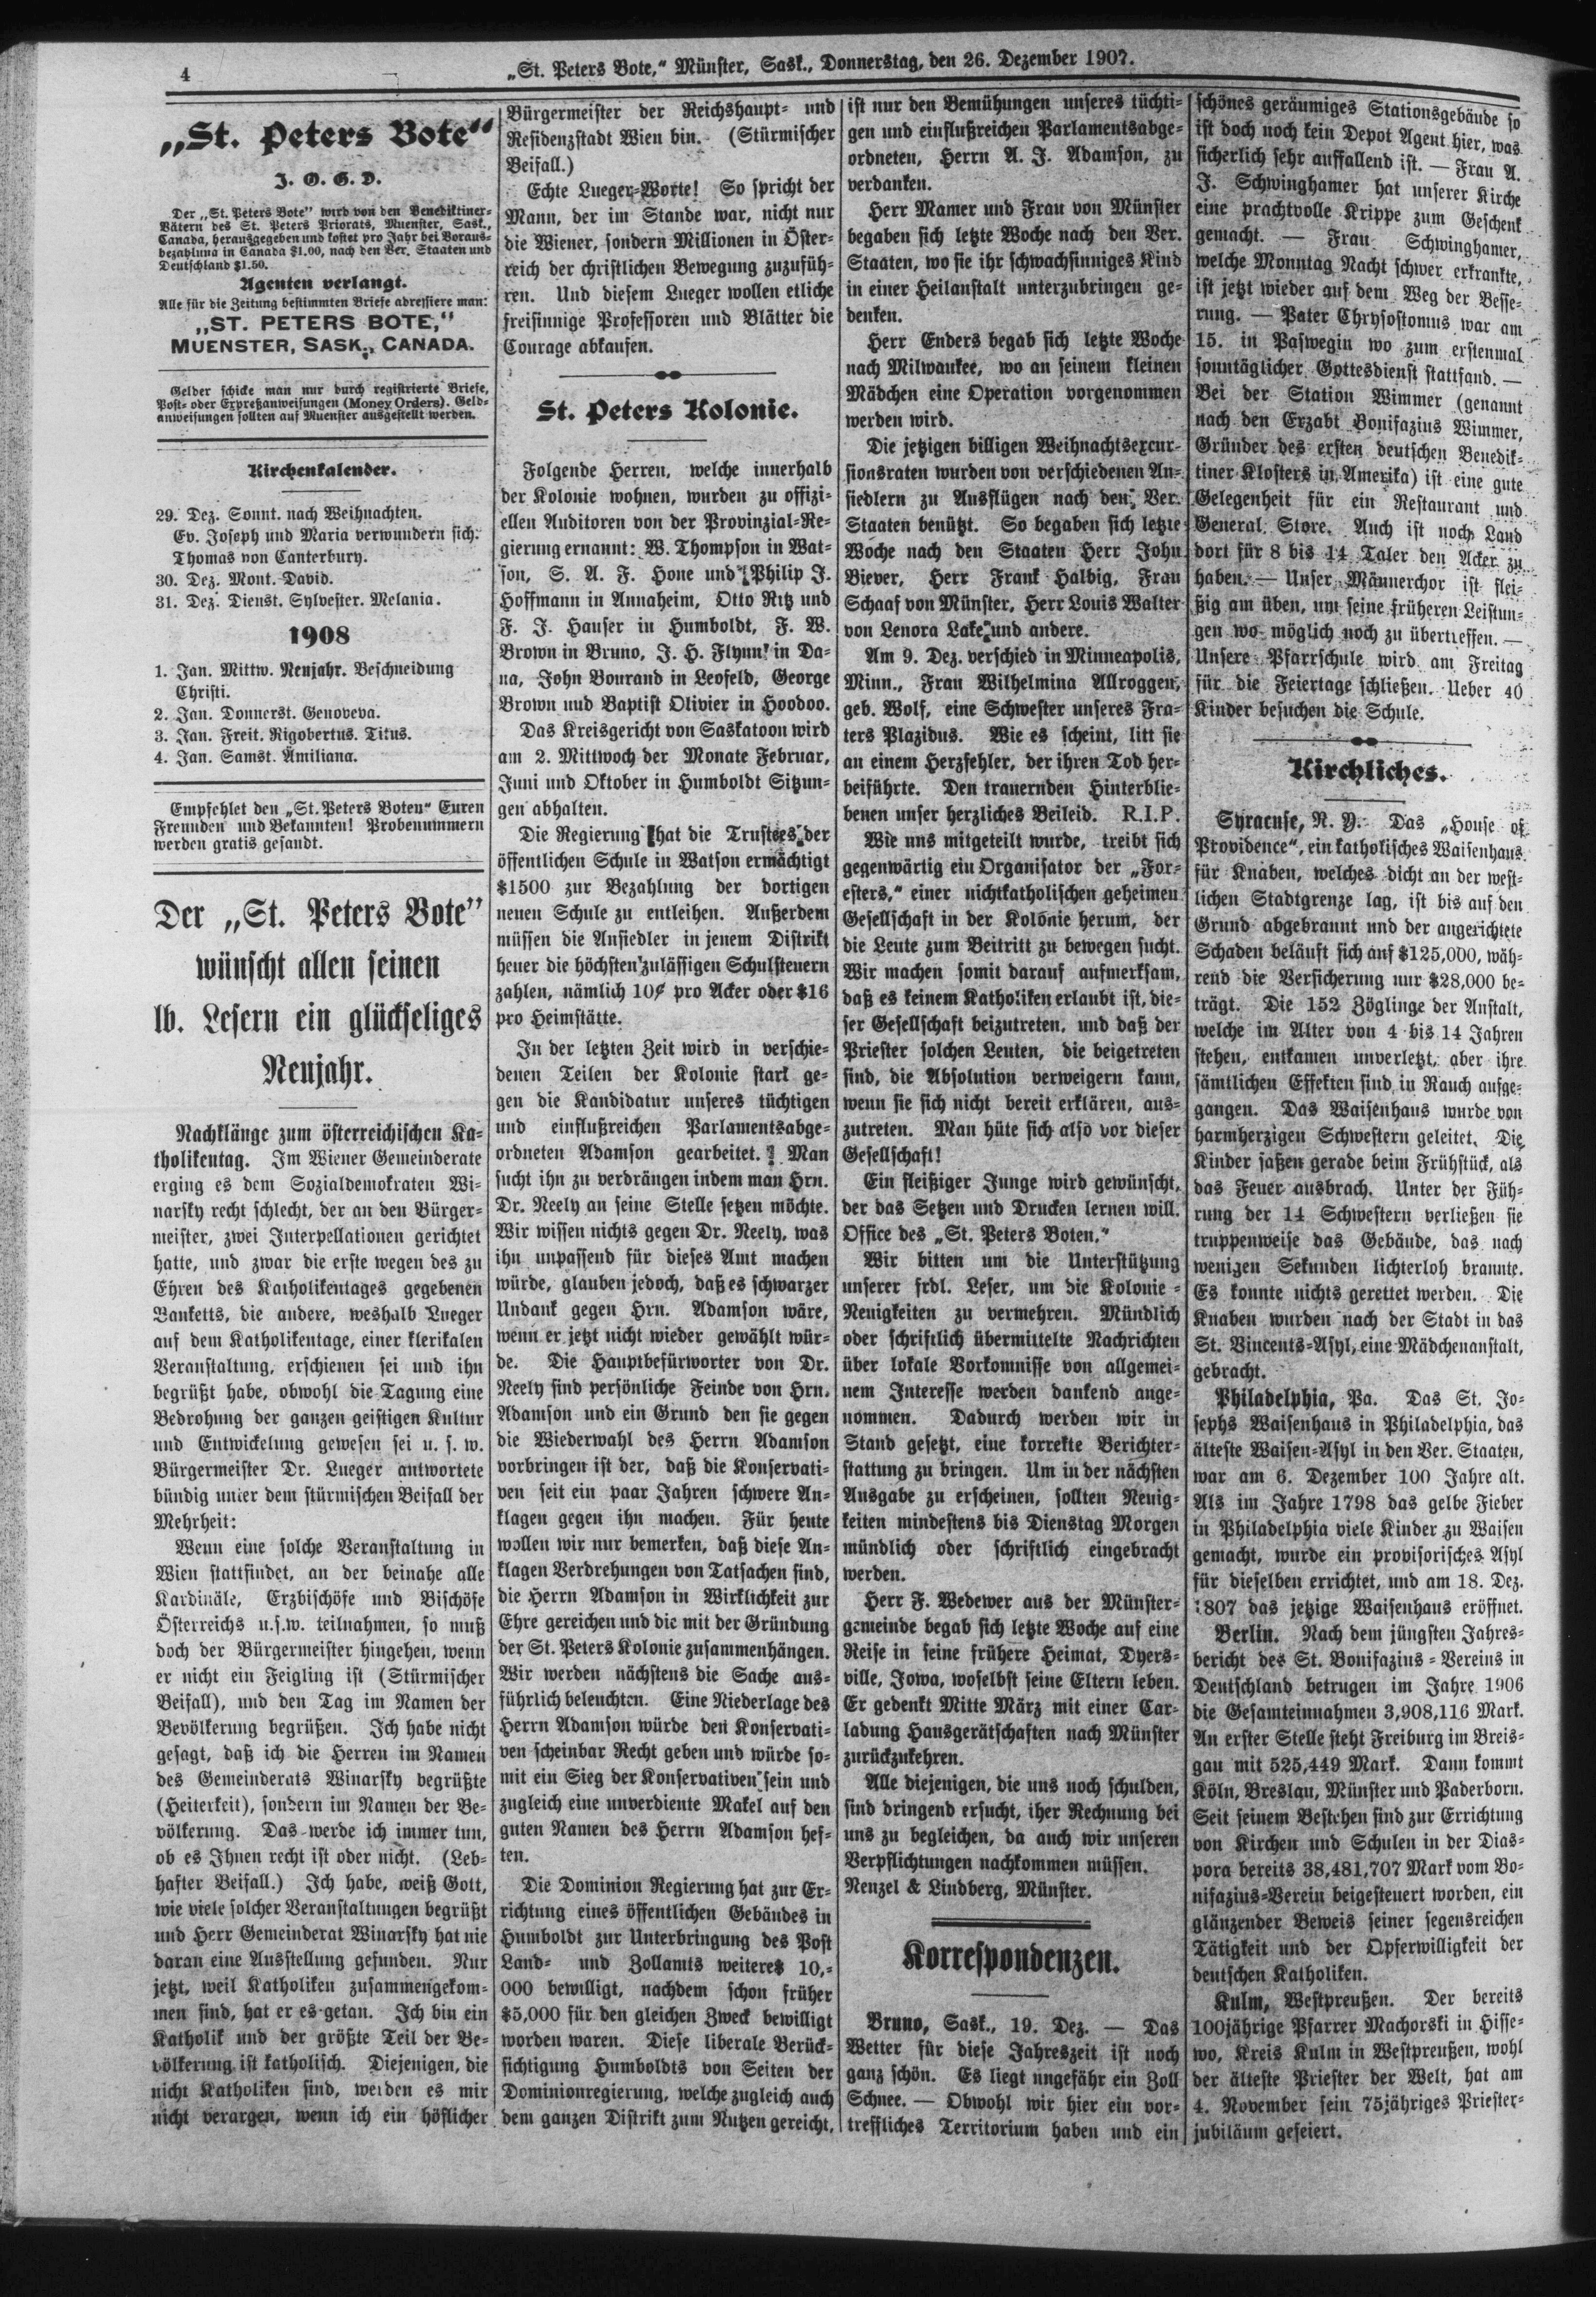 4
„St. Peters Bote,“ Münster, Sask., Donnerstag, den 26. Dezember 1907.
„St. Peters Bote“
J. O. G. D.
Der „St. Peters Bote“ wird von den Benediktiner-
Vätern des St. Peters Priorats, Muenster, Sask.,
Canada, herausgegeben und kostet pro Jahr bei Voraus-
bezahlung in Canada $1.00, nach den Ver. Staaten und
Deutschland $1.50.
Agenten verlangt.
Alle für die Zeitung bestimmten Briefe adressiere man:
„ST. PETERS BOTE,“
MUENSTER, SASK., CANADA.
Gelder schicke man nur durch registrierte Briefe,
Post- oder Expreßanweisungen (Money Orders). Geld-
anweisungen sollten auf Muenster ausgestellt werden.
Kirchenkalender.
29. Dez. Sonnt. nach Weihnachten.
Ev. Joseph und Maria verwundern sich.
Thomas von Canterbury.
30. Dez. Mont. David.
31. Dez. Dienst. Sylvester. Melania.
1908
1. Jan. Mittw. Neujahr. Beschneidung
Christi.
2. Jan. Donnerst. Genoveva.
3. Jan. Freit. Rigobertus. Titus.
4. Jan. Samst. Ämiliana.
Empfehlet den „St. Peters Boten“ Euren
Freunden und Bekannten! Probenummern
werden gratis gesandt.
Der „St. Peters Bote”
wünscht allen seinen
lb. Lesern ein glückseliges
Neujahr.
Nachklänge zum österreichischen Ka-
tholikentag. Im Wiener Gemeinderate
erging es dem Sozialdemokraten Wi-
narsky recht schlecht, der an den Bürger-
meister, zwei Interpellationen gerichtet
hatte, und zwar die erste wegen des zu
Ehren des Katholikentages gegebenen
Banketts, die andere, weshalb Lueger
auf dem Katholikentage, einer klerikalen
Veranstaltung, erschienen sei und ihn
begrüßt habe, obwohl die Tagung eine
Bedrohung der ganzen geistigen Kultur
und Entwickelung gewesen sei u. s. w.
Bürgermeister Dr. Lueger antwortete
bündig unter dem stürmischen Beifall der
Mehrheit:
Wenn eine solche Veranstaltung in
Wien stattfindet, an der beinahe alle
Kardinäle, Erzbischöfe und Bischöfe
Österreichs u.s.w. teilnahmen, so muß
doch der Bürgermeister hingehen, wenn
er nicht ein Feigling ist (Stürmischer
Beifall), und den Tag im Namen der
Bevölkerung begrüßen. Ich habe nicht
gesagt, daß ich die Herren im Namen
des Gemeinderats Winarsky begrüßte
(Heiterkeit), sondern im Namen der Be-
völkerung. Das werde ich immer tun,
ob es Ihnen recht ist oder nicht. (Leb-
hafter Beifall.) Ich habe, weiß Gott,
wie viele solcher Veranstaltungen begrüßt
und Herr Gemeinderat Winarsky hat nie
daran eine Ausstellung gefunden. Nur
jetzt, weil Katholiken zusammengekom-
men sind, hat er es getan. Ich bin ein
Katholik und der größte Teil der Be-
völkerung ist katholisch. Diejenigen, die
nicht Katholiken sind, werden es mir
nicht verargen, wenn ich ein höflicher
Bürgermeister der Reichshaupt- und
Residenzstadt Wien bin. (Stürmischer
Beifall.)
Echte Lueger-Worte! So spricht der
Mann, der im Stande war, nicht nur
die Wiener, sondern Millionen in Öster-
reich der christlichen Bewegung zuzufüh-
ren. Und diesem Lueger wollen etliche
freisinnige Professoren und Blätter die
Courage abkaufen.
St. Peters Kolonie.
Folgende Herren, welche innerhalb
der Kolonie wohnen, wurden zu offizi-
ellen Auditoren von der Provinzial-Re-
gierung ernannt: W. Thompson in Wat-
son, S. A. F. Hone und Philip J.
Hoffmann in Annaheim, Otto Ritz und
F. J. Hauser in Humboldt, F. W.
Brown in Bruno, J. H. Flynn in Da-
na, John Bourand in Leofeld, George
Brown und Baptist Olivier in Hoodoo.
Das Kreisgericht von Saskatoon wird
am 2. Mittwoch der Monate Februar,
Juni und Oktober in Humboldt Sitzun-
gen abhalten.
Die Regierung hat die Trustees der
öffentlichen Schule in Watson ermächtigt
$1500 zur Bezahlung der dortigen
neuen Schule zu entleihen. Außerdem
müssen die Ansiedler in jenem Distrikt
heuer die höchsten zulässigen Schulsteuern
zahlen, nämlich 10¢ pro Acker oder $16
pro Heimstätte.
In der letzten Zeit wird in verschie-
denen Teilen der Kolonie stark ge-
gen die Kandidatur unseres tüchtigen
und einflußreichen Parlamentsabge-
ordneten Adamson gearbeitet. Man
sucht ihn zu verdrängen indem man Hrn.
Dr. Neely an seine Stelle setzen möchte.
Wir wissen nichts gegen Dr. Neely, was
ihn unpassend für dieses Amt machen
würde, glauben jedoch, daß es schwarzer
Undank gegen Hrn. Adamson wäre,
wenn er jetzt nicht wieder gewählt wür-
de. Die Hauptbefürworter von Dr.
Neely sind persönliche Feinde von Hrn.
Adamson und ein Grund den sie gegen
die Wiederwahl des Herrn Adamson
vorbringen ist der, daß die Konservati-
ven seit ein paar Jahren schwere An-
klagen gegen ihn machen. Für heute
wollen wir nur bemerken, daß diese An-
klagen Verdrehungen von Tatsachen sind,
die Herrn Adamson in Wirklichkeit zur
Ehre gereichen und die mit der Gründung
der St. Peters Kolonie zusammenhängen.
Wir werden nächstens die Sache aus-
führlich beleuchten. Eine Niederlage des
Herrn Adamson würde den Konservati-
ven scheinbar Recht geben und würde so-
mit ein Sieg der Konservativen sein und
zugleich eine unverdiente Makel auf den
guten Namen des Herrn Adamson hef-
ten.
Die Dominion Regierung hat zur Er-
richtung eines öffentlichen Gebäudes in
Humboldt zur Unterbringung des Post
Land- und Zollamts weiteres 10,-
000 bewilligt, nachdem schon früher
$5,000 für den gleichen Zweck bewilligt
worden waren. Diese liberale Berück-
sichtigung Humboldts von Seiten der
Dominionregierung, welche zugleich auch
dem ganzen Distrikt zum Nutzen gereicht,
ist nur den Bemühungen unseres tüchti-
gen und einflußreichen Parlamentsabge-
ordneten, Herrn A. J. Adamson, zu
verdanken.
Herr Mamer und Frau von Münster
begaben sich letzte Woche nach den Ver.
Staaten, wo sie ihr schwachsinniges Kind
in einer Heilanstalt unterzubringen ge-
denken.
Herr Enders begab sich letzte Woche
nach Milwaukee, wo an seinem kleinen
Mädchen eine Operation vorgenommen
werden wird.
Die jetzigen billigen Weihnachtsexcur-
sionsraten wurden von verschiedenen An-
siedlern zu Ausflügen nach den Ver.
Staaten benützt. So begaben sich letzte
Woche nach den Staaten Herr John
Biever, Herr Frank Halbig, Frau
Schaaf von Münster, Herr Louis Walter
von Lenora Lake und andere.
Am 9. Dez. verschied in Minneapolis,
Minn., Frau Wilhelmina Allroggen,
geb. Wolf, eine Schwester unseres Fra-
ters Plazidus. Wie es scheint, litt sie
an einem Herzfehler, der ihren Tod her-
beiführte. Den trauernden Hinterblie-
benen unser herzliches Beileid. R.I.P.
Wie uns mitgeteilt wurde, treibt sich
gegenwärtig ein Organisator der „For-
esters,“ einer nichtkatholischen geheimen
Gesellschaft in der Kolonie herum, der
die Leute zum Beitritt zu bewegen sucht.
Wir machen somit darauf aufmerksam,
daß es keinem Katholiken erlaubt ist, die-
ser Gesellschaft beizutreten, und daß der
Priester solchen Leuten, die beigetreten
sind, die Absolution verweigern kann,
wenn sie sich nicht bereit erklären, aus-
zutreten. Man hüte sich also vor dieser
Gesellschaft!
Ein fleißiger Junge wird gewünscht,
der das Setzen und Drucken lernen will.
Office des „St. Peters Boten.“
Wir bitten um die Unterstützung
unserer frdl. Leser, um die Kolonie-
Neuigkeiten zu vermehren. Mündlich
oder schriftlich übermittelte Nachrichten
über lokale Vorkomnisse von allgemei-
nem Interesse werden dankend ange-
nommen. Dadurch werden wir in
Stand gesetzt, eine korrekte Berichter-
stattung zu bringen. Um in der nächsten
Ausgabe zu erscheinen, sollten Neuig-
keiten mindestens bis Dienstag Morgen
mündlich oder schriftlich eingebracht
werden.
Herr F. Wedewer aus der Münster-
gemeinde begab sich letzte Woche auf eine
Reise in seine frühere Heimat, Dyers-
ville, Jowa, woselbst seine Eltern leben.
Er gedenkt Mitte März mit einer Car-
ladung Hausgerätschaften nach Münster
zurückzukehren.
Alle diejenigen, die uns noch schulden,
sind dringend ersucht, iher Rechnung bei
uns zu begleichen, da auch wir unseren
Verpflichtungen nachkommen müssen.
Nenzel & Lindberg, Münster.
Korrespondenzen.
Bruno, Sask., 19. Dez. — Das
Wetter für diese Jahreszeit ist noch
ganz schön. Es liegt ungefähr ein Zoll
Schnee. — Obwohl wir hier ein vor-
treffliches Territorium haben und ein
schönes geräumiges Stationsgebäude so
ist doch noch kein Depot Agent hier, was
sicherlich sehr auffallend ist. — Frau A.
J. Schwinghamer hat unserer Kirche
eine prachtvolle Krippe zum Geschenk
gemacht. — Frau Schwinghamer,
welche Monntag Nacht schwer erkrankte,
ist jetzt wieder auf dem Weg der Besse-
rung. — Pater Chrysostomus war am
15. in Paswegin wo zum erstenmal
sonntäglicher Gottesdienst stattfand. —
Bei der Station Wimmer (genannt
nach den Erzabt Bonifazius Wimmer,
Gründer des ersten deutschen Benedik-
tiner Klosters in Amerika) ist eine gute
Gelegenheit für ein Restaurant und
General Store. Auch ist noch Land
dort für 8 bis 14 Taler den Acker zu
haben. — Unser Männerchor ist flei-
ßig am üben, um seine früheren Leistun-
gen wo möglich noch zu übertreffen. —
Unsere Pfarrschule wird am Freitag
für die Feiertage schließen. Ueber 40
Kinder besuchen die Schule.
Kirchliches.
Syracuse, N. Y. Das „House of
Providence“, ein katholisches Waisenhaus
für Knaben, welches dicht an der west-
lichen Stadtgrenze lag, ist bis auf den
Grund abgebrannt und der angerichtete
Schaden beläuft sich auf $125,000, wäh-
rend die Versicherung nur $28,000 be-
trägt. Die 152 Zöglinge der Anstalt,
welche im Alter von 4 bis 14 Jahren
stehen, entkamen unverletzt, aber ihre
sämtlichen Effekten sind in Rauch aufge-
gangen. Das Waisenhaus wurde von
harmherzigen Schwestern geleitet. Die
Kinder saßen gerade beim Frühstück, als
das Feuer ausbrach. Unter der Füh-
rung der 14 Schwestern verließen sie
truppenweise das Gebäude, das nach
wenigen Sekunden lichterloh brannte.
Es konnte nichts gerettet werden. Die
Knaben wurden nach der Stadt in das
St. Vincents-Asyl, eine Mädchenanstalt,
gebracht.
Philadelphia, Pa. Das St. Jo-
sephs Waisenhaus in Philadelphia, das
älteste Waisen-Asyl in den Ver. Staaten,
war am 6. Dezember 100 Jahre alt.
Als im Jahre 1798 das gelbe Fieber
in Philadelphia viele Kinder zu Waisen
gemacht, wurde ein provisorisches Asyl
für dieselben errichtet, und am 18. Dez.
1807 das jetzige Waisenhaus eröffnet.
Berlin. Nach dem jüngsten Jahres-
bericht des St. Bonifazius-Vereins in
Deutschland betrugen im Jahre 1906
die Gesamteinnahmen 3,908,116 Mark.
An erster Stelle steht Freiburg im Breis-
gau mit 525,449 Mark. Dann kommt
Köln, Breslau, Münster und Paderborn.
Seit seinem Bestehen sind zur Errichtung
von Kirchen und Schulen in der Dias-
pora bereits 38,481,707 Mark vom Bo-
nifazius-Verein beigesteuert worden, ein
glänzender Beweis seiner segensreichen
Tätigkeit und der Opferwilligkeit der
deutschen Katholiken.
Kulm, Westpreußen. Der bereits
100jährige Pfarrer Machorski in Hisse-
wo, Kreis Kulm in Westpreußen, wohl
der älteste Priester der Welt, hat am
4. November sein 75jähriges Priester-
jubiläum gefeiert.